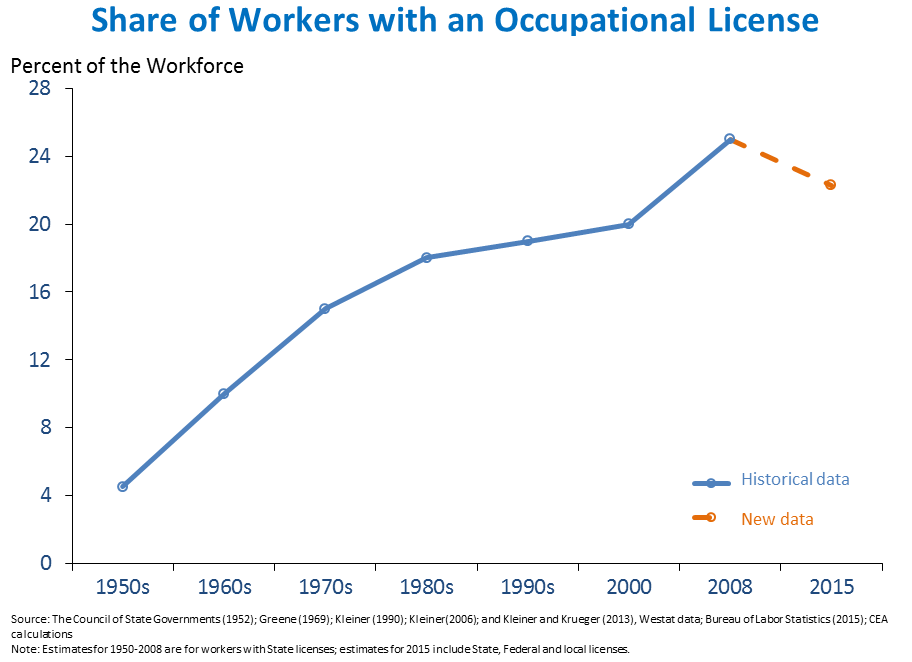 Share of Workers with an Occupational License
Percent of the Workforce
28
24
20
16
12
8
4
0
Historical data
New data
1950s 1960s 1970s 1980s 1990s 2000 2008 2015
Source: The Council of State Governments (1952); Greene (1969); Kleiner (1990); Kleiner(2006); and Kleiner and Krueger (2013), Westat data; Bureau of Labor Statistics (2015); CEA
calculations
Note: Estimates for 1950-2008 are for workers with State licenses; estimates for 2015 include State, Federal and local licenses.